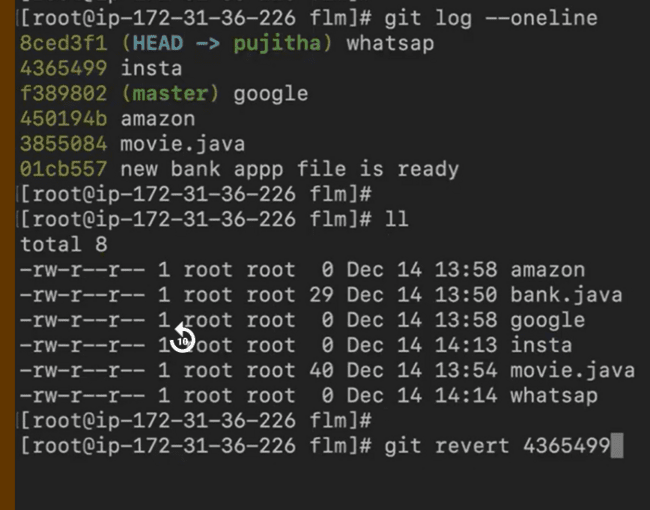 [root@ip-172-31-36-226 flm]# git log --oneline
8ced3f1 (HEAD -> pujitha) whatsap
4365499 insta
f389802 (master) google
450194b amazon
3855084 movie.java
01cb557 new bank appp file is ready
[root@ip-172-31-36-226 flm]#
[root@ip-172-31-36-226 flm]# ll
total 8
-rw-r--r-- 1 root root  0 Dec 14 13:58 amazon
-rw-r--r-- 1 root root 29 Dec 14 13:50 bank.java
-rw-r--r-- 1 root root  0 Dec 14 13:58 google
-rw-r--r-- 1 root root  0 Dec 14 14:13 insta
-rw-r--r-- 1 root root 40 Dec 14 13:54 movie.java
-rw-r--r-- 1 root root  0 Dec 14 14:14 whatsap
[root@ip-172-31-36-226 flm]#
[root@ip-172-31-36-226 flm]# git revert 4365499
10